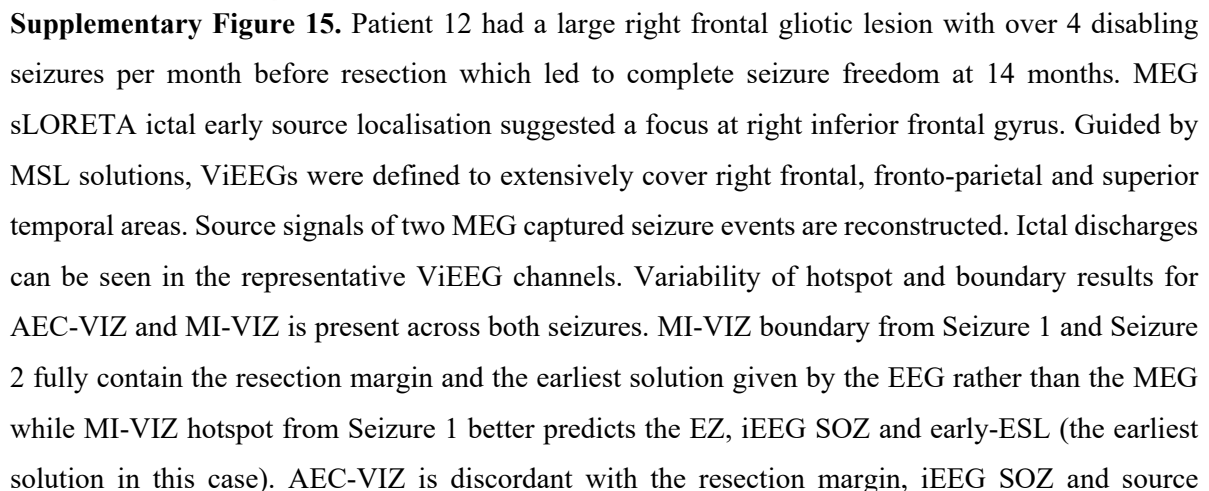 Supplementary Figure 15. Patient 12 had a large right frontal gliotic lesion with over 4 disabling
seizures per month before resection which led to complete seizure freedom at 14 months. MEG
sLORETA ictal early source localisation suggested a focus at right inferior frontal gyrus. Guided by
MSL solutions, ViEEGs were defined to extensively cover right frontal, fronto-parietal and superior
temporal areas. Source signals of two MEG captured seizure events are reconstructed. Ictal discharges
can be seen in the representative ViEEG channels. Variability of hotspot and boundary results for
AEC-VIZ and MI-VIZ is present across both seizures. MI-VIZ boundary from Seizure 1 and Seizure
2 fully contain the resection margin and the earliest solution given by the EEG rather than the MEG
while MI-VIZ hotspot from Seizure 1 better predicts the EZ, iEEG SOZ and early-ESL (the earliest
solution in this case). AEC-VIZ is discordant with the resection margin, iEEG SOZ and source